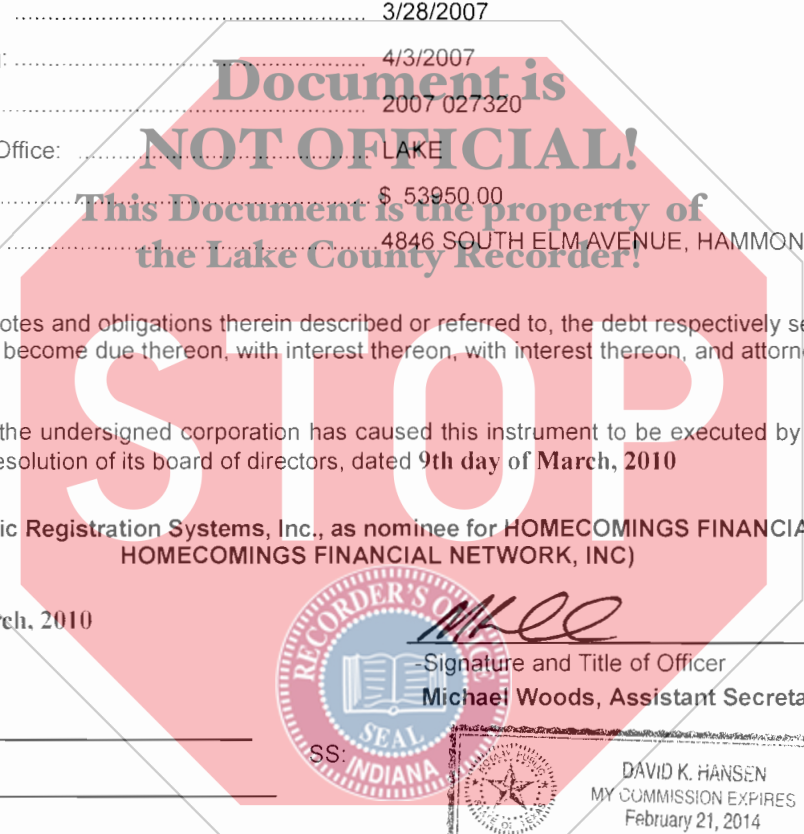 3/28/2007
g: 4/3/2007
Document is
2007 027320
NOT OFFICIAL!
Office: LAKE
$ 53950.00
This Document is the property of
4846 SOUTH ELM AVENUE, HAMMON
the Lake County Recorder!
otes and obligations therein described or referred to, the debt respectively se
become due thereon, with interest thereon, with interest thereon, and attorne
STOP
the undersigned corporation has caused this instrument to be executed by
esolution of its board of directors, dated 9th day of March, 2010
ic Registration Systems, Inc., as nominee for HOMECOMINGS FINANCIA
HOMECOMINGS FINANCIAL NETWORK, INC)
rch, 2010
RECORDER'S OFFICE
SEAL
INDIANA
-Signature and Title of Officer
Michael Woods, Assistant Secreta
SS:
NOTARY PUBLIC
STATE OF TEXAS
DAVID K. HANSEN
MY COMMISSION EXPIRES
February 21, 2014